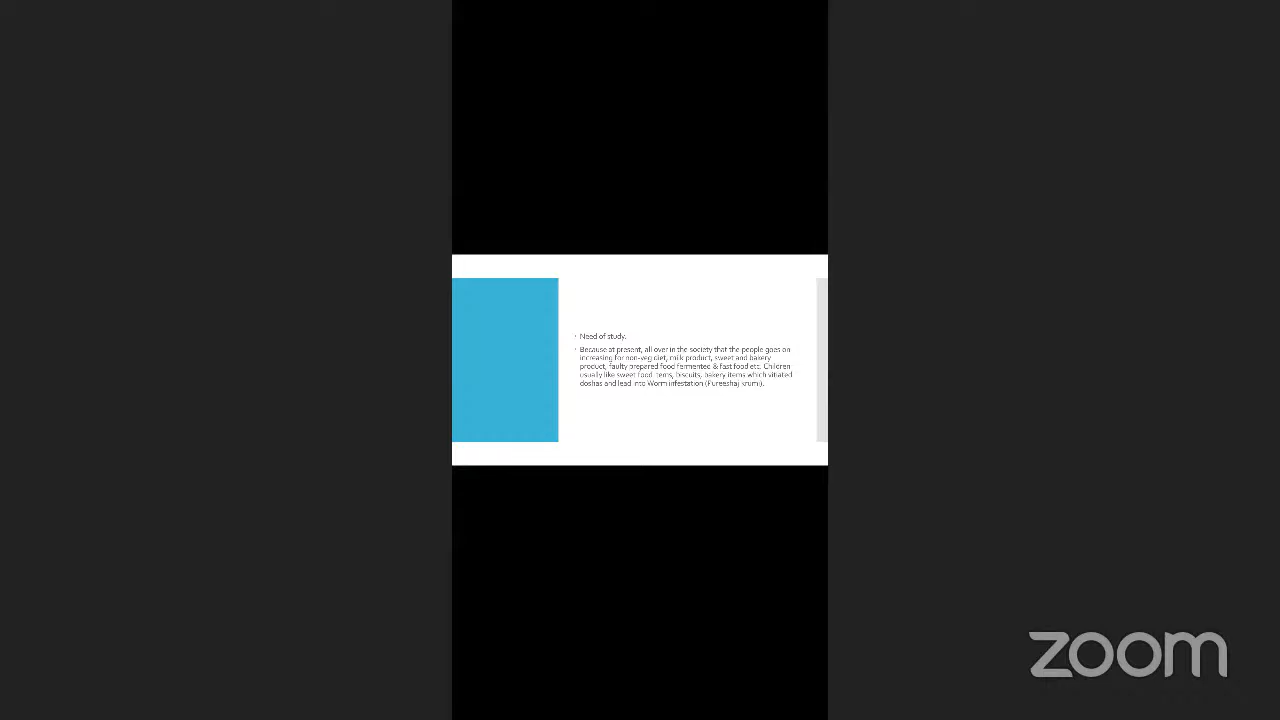 Need of study.
Because at present, all over in the society that the people goes on
increasing for non-veg diet, milk product, sweet and bakery
product, faulty prepared food fermented & fast food etc. Children
usually like sweet food items, biscuits, bakery items which vitiated
doshas and lead into Worm infestation (Pureeshaj krumi).
zoom